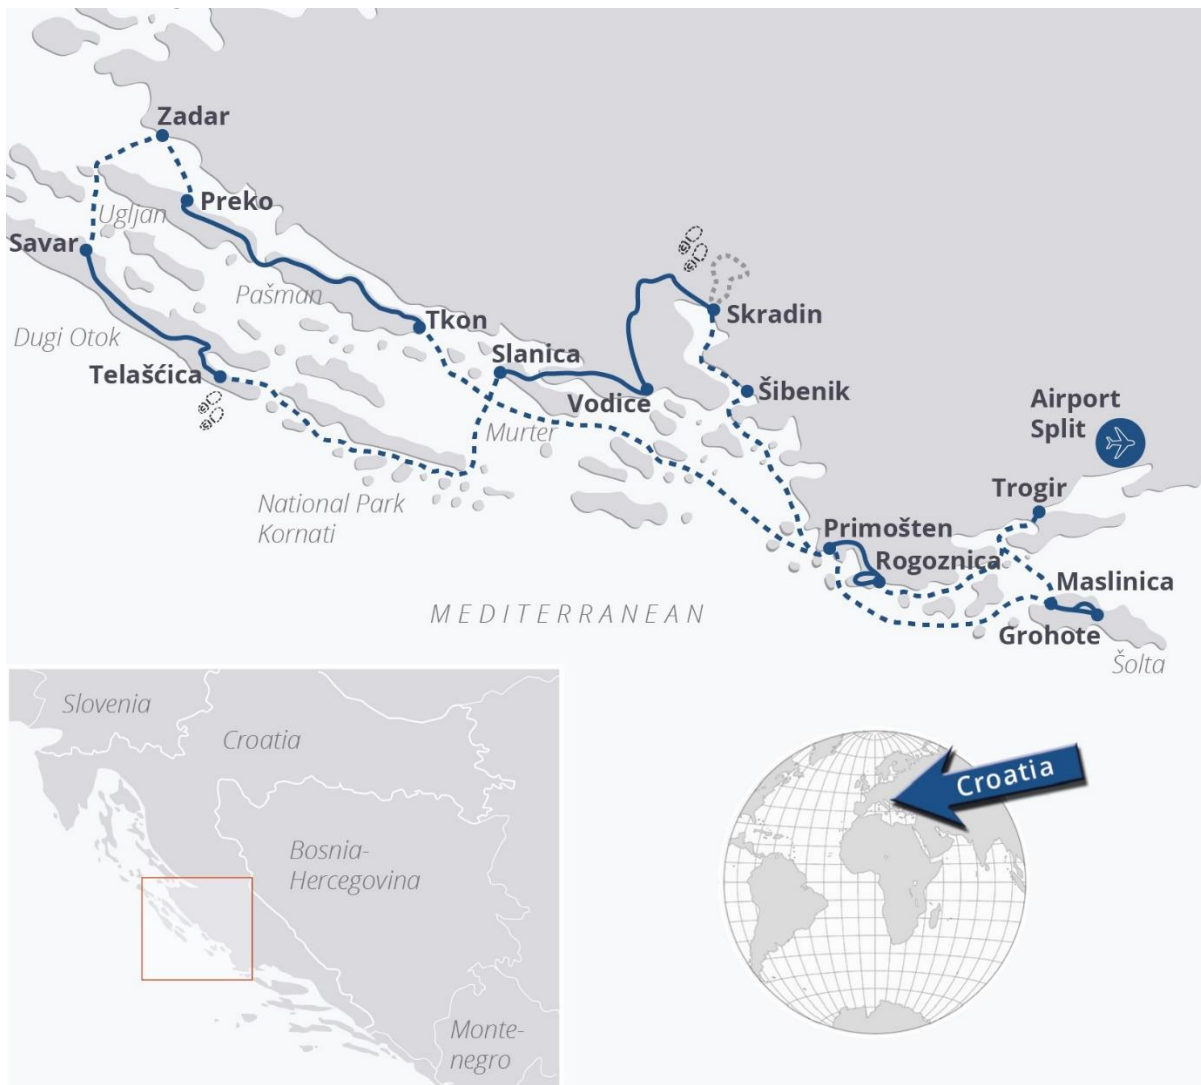 Zadar
Preko
Ugljan
Savar
Pašman
Skradin
Tkon
Dugi Otok
Slanica
Telašćica
Vodice
Šibenik
Airport
Split
Murter
National Park
Kornati
Trogir
Primošten
Rogoznica
Maslinica
MEDITERRANEAN
Grohote
Šolta
Slovenia
Croatia
Bosnia-
Hercegovina
Monte-
negro
Croatia